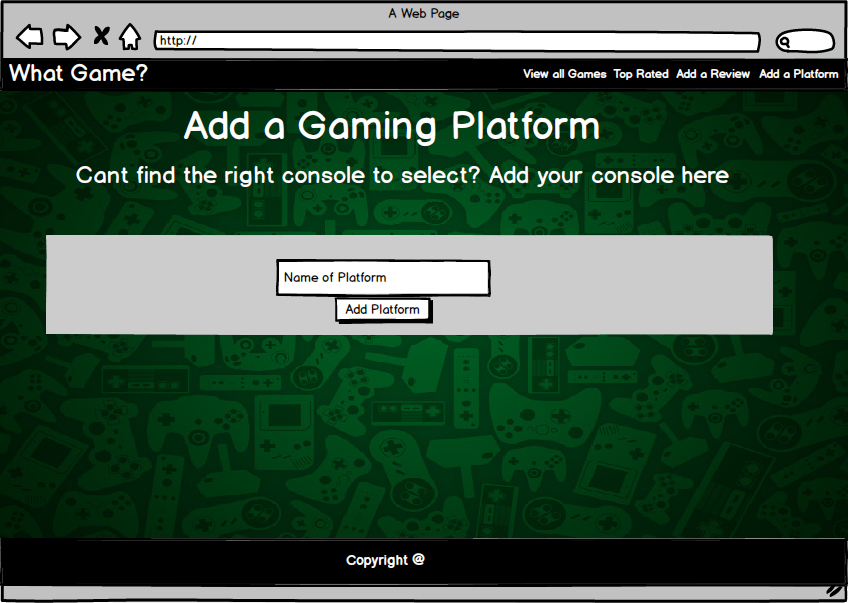 A Web Page
http://
What Game?
View all Games Top Rated Add a Review Add a Platform
Add a Gaming Platform
Cant find the right console to select? Add your console here
Name of Platform
Add Platform
Copyright @